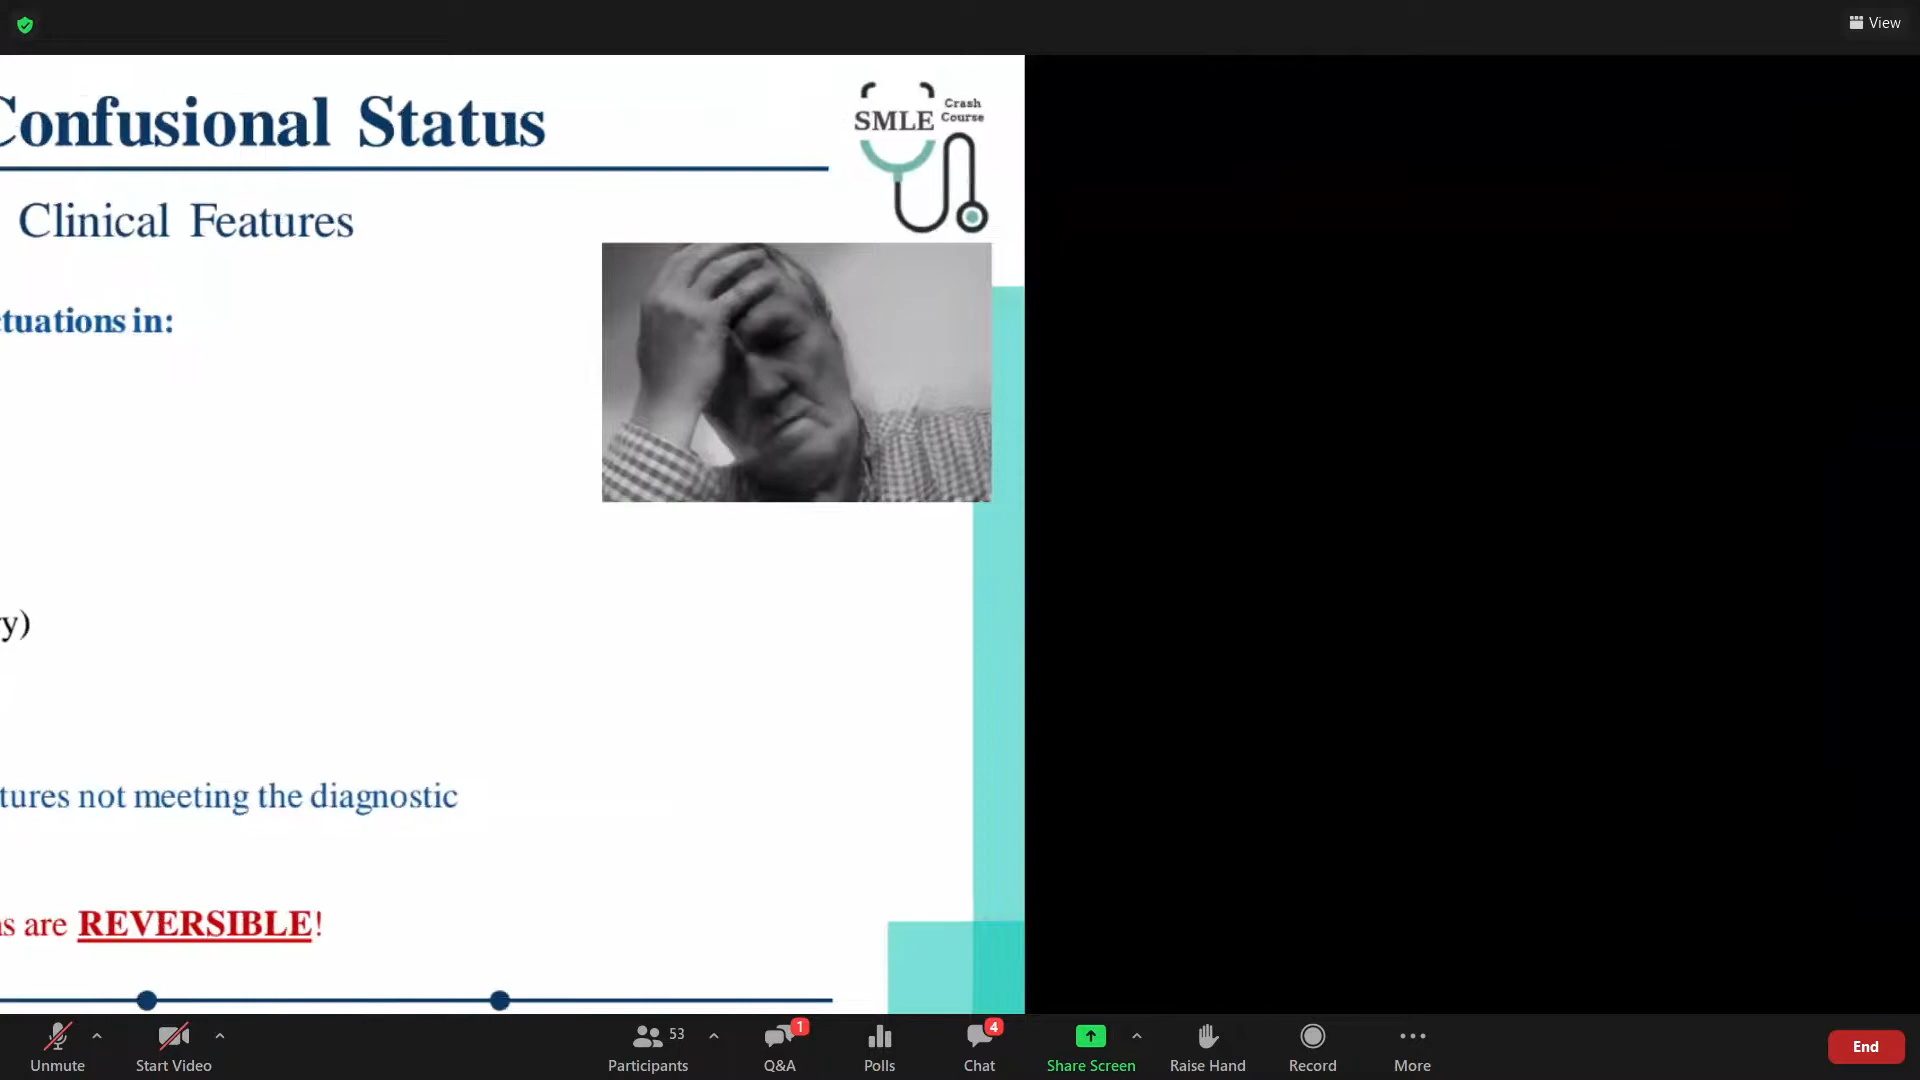 View
Confusional Status
SMLE Crash Course
Clinical Features
tuations in:
y)
tures not meeting the diagnostic
s are REVERSIBLE!
53
1
4
Unmute
Start Video
Participants
Q&A
Polls
Chat
Share Screen
Raise Hand
Record
More
End